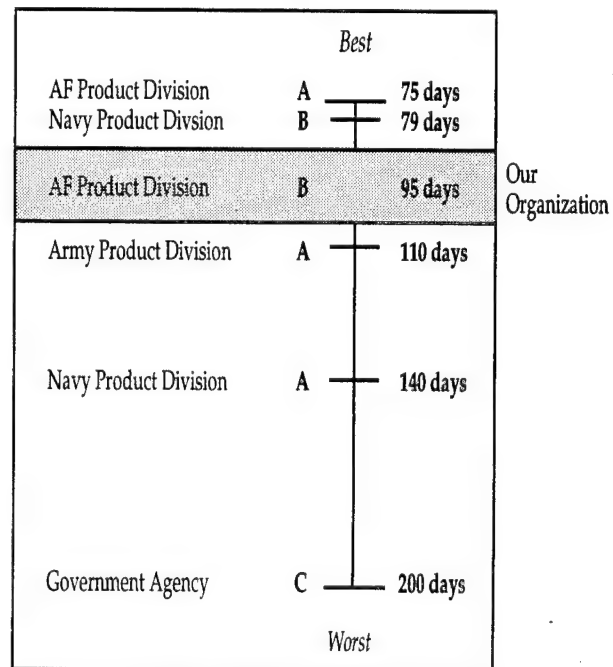 Best
AF Product Division A 75 days
Navy Product Divsion B 79 days
AF Product Division B 95 days
Our
Organization
Army Product Division A 110 days
Navy Product Division A 140 days
Government Agency C 200 days
Worst